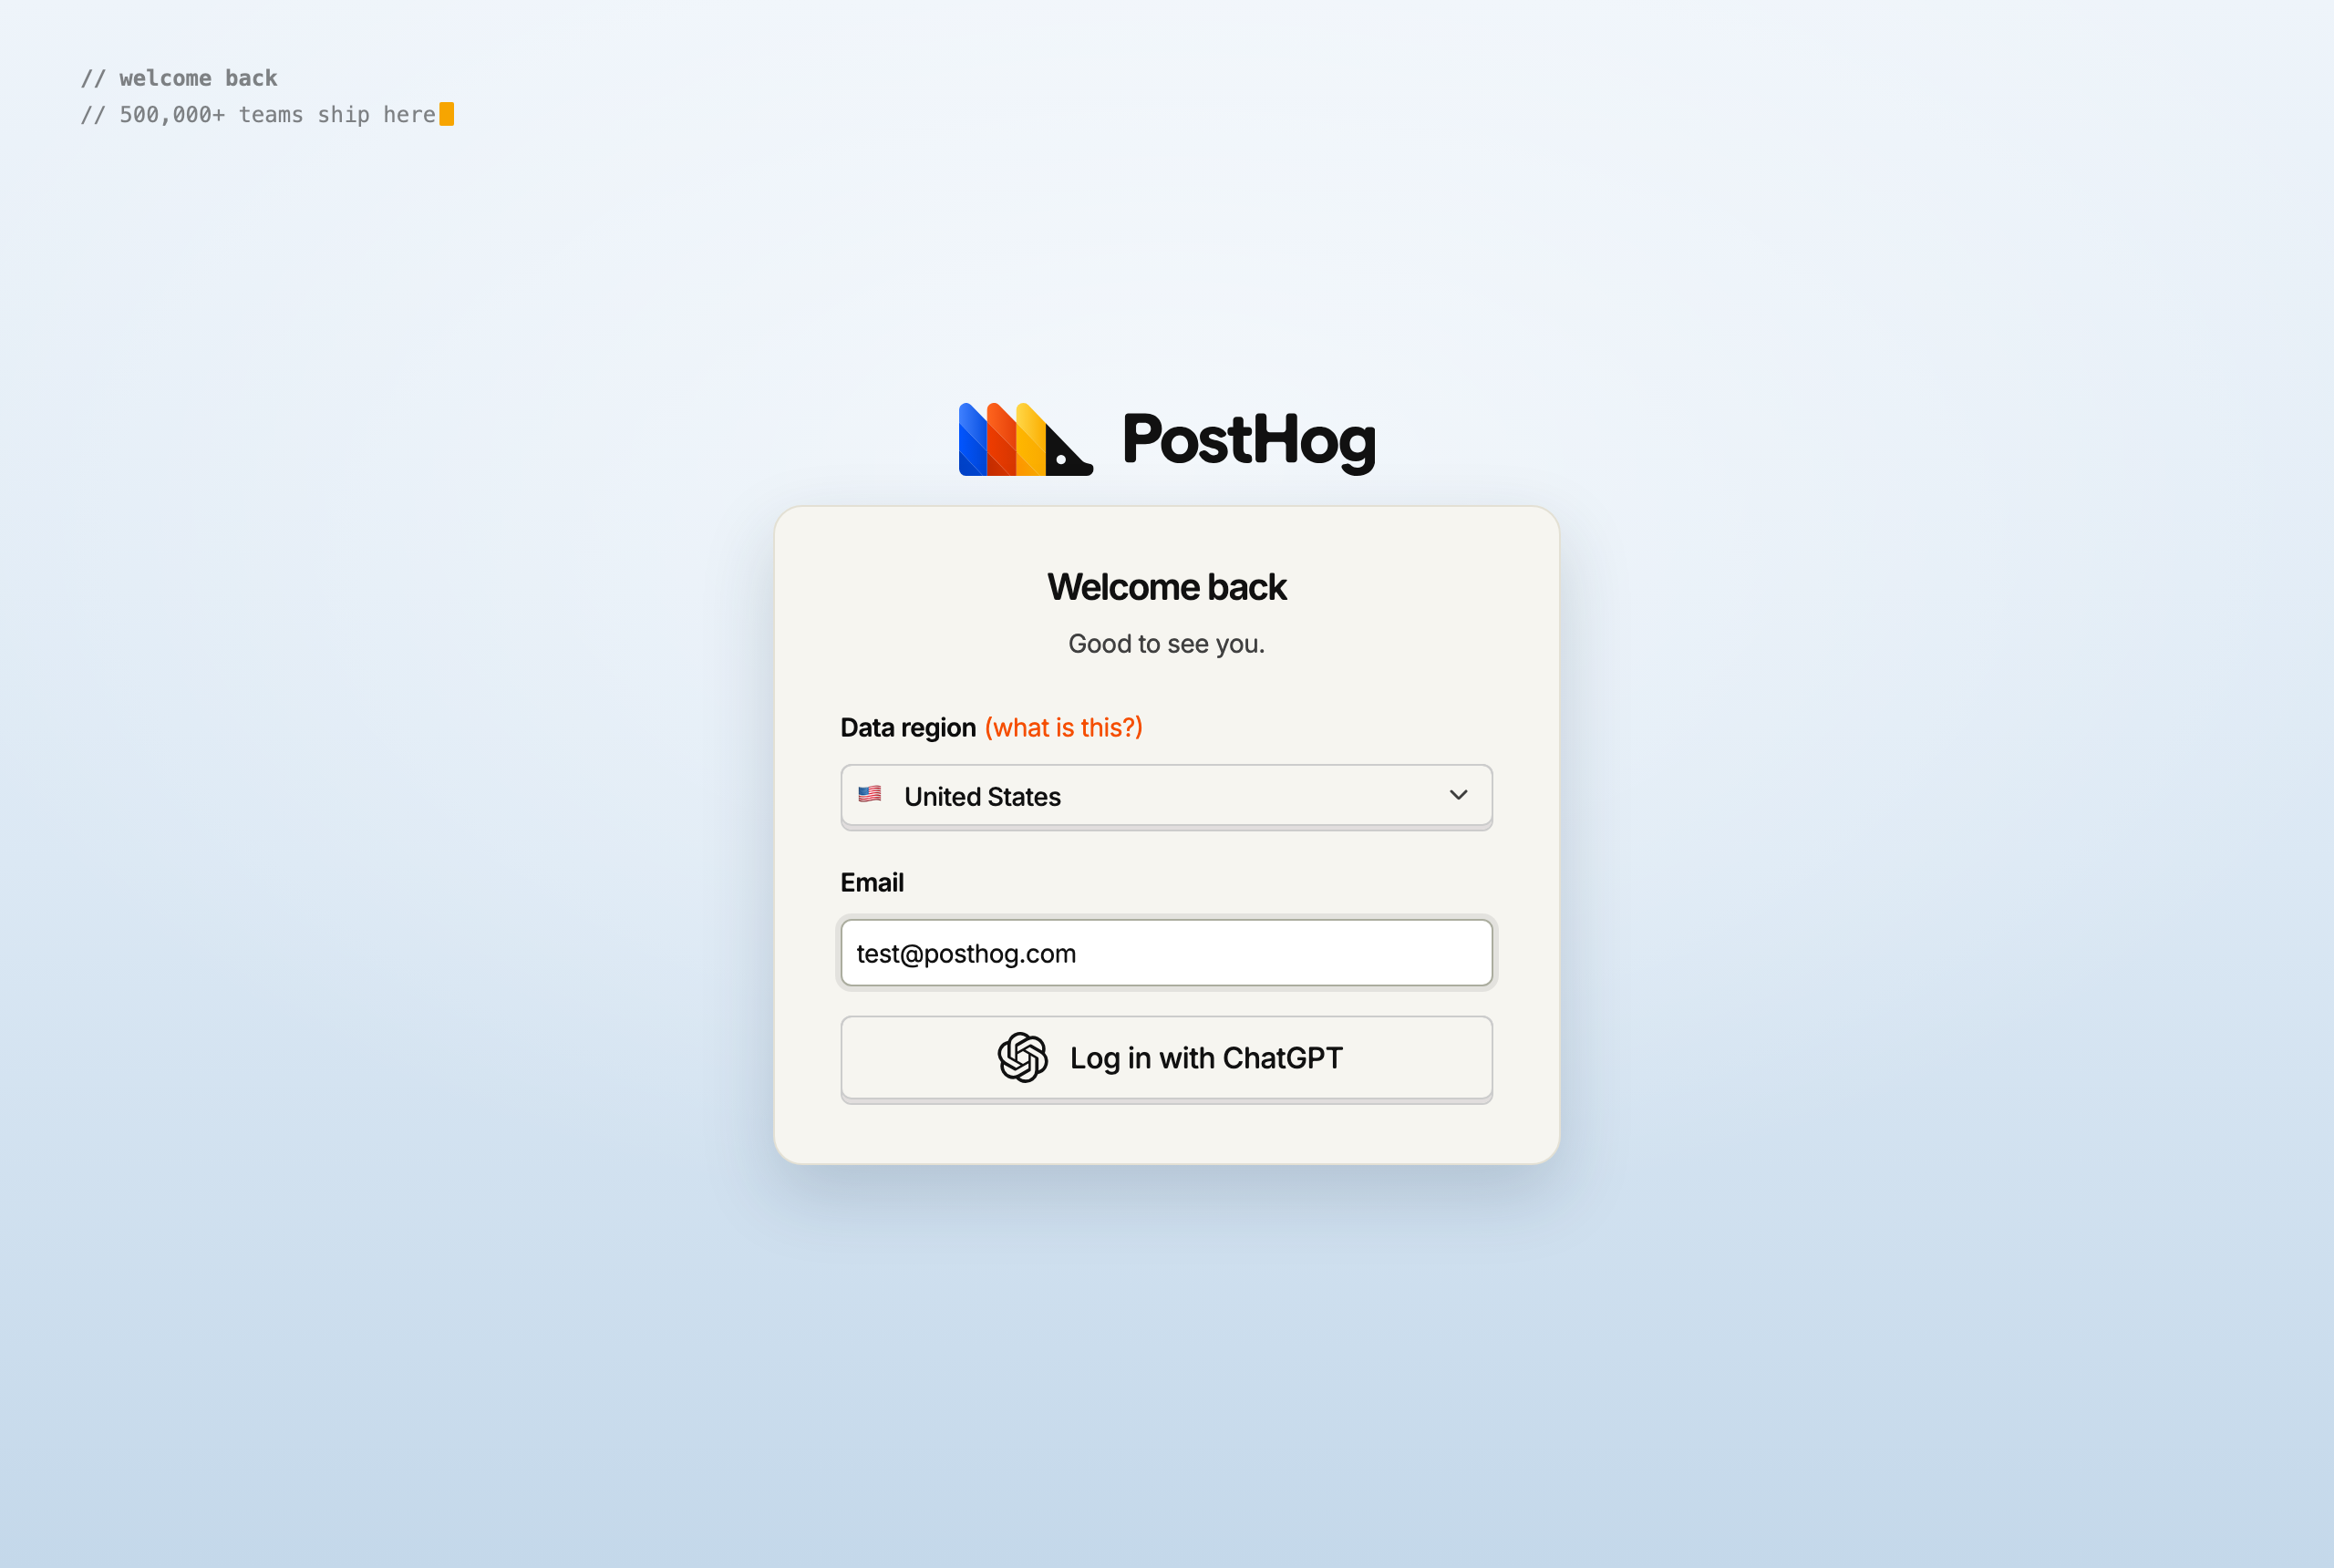 // welcome back
// 500,000+ teams ship here
PostHog
Welcome back
Good to see you.
Data region (what is this?)
United States
Email
test@posthog.com
Log in with ChatGPT